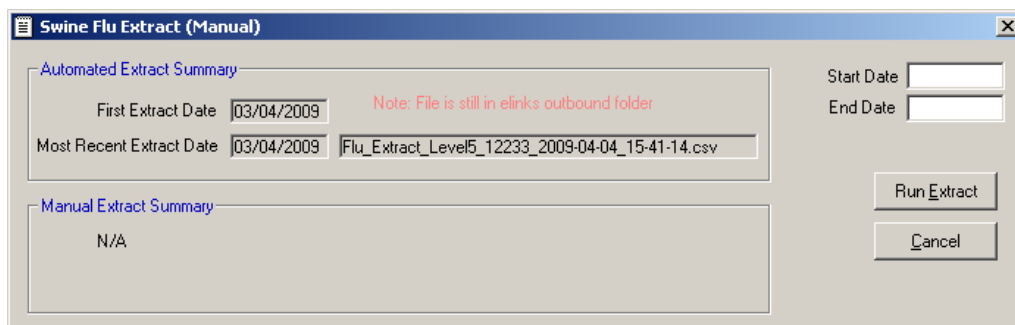 Swine Flu Extract (Manual)
Automated Extract Summary
First Extract Date 03/04/2009 Note: File is still in elinks outbound folder
Most Recent Extract Date 03/04/2009 Flu_Extract_Level5_12233_2009-04-04_15-41-14.csv
Manual Extract Summary
N/A
Start Date
End Date
Run Extract
Cancel